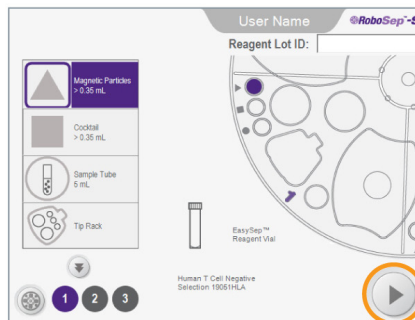 User Name
RoboSep™-S
Reagent Lot ID:
Magnetic Particles
> 0.35 mL
Cocktail
> 0.35 mL
Sample Tube
5 mL
Tip Rack
EasySep™
Reagent Vial
Human T Cell Negative
Selection 19051HLA
1 2 3